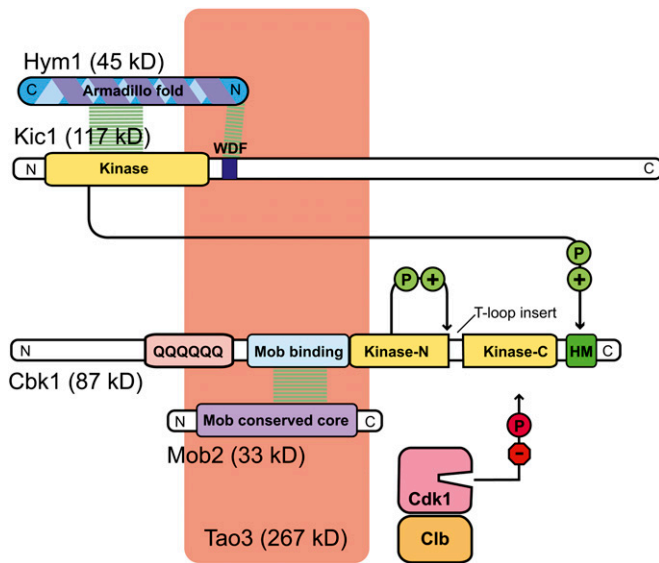 Hym1 (45 kD)
C Armadillo fold N
Kic1 (117 kD)
WDF
N Kinase C
P
+
P +
T-loop insert
N QQQQQQ Mob binding Kinase-N Kinase-C HM C
Cbk1 (87 kD)
N Mob conserved core C
Mob2 (33 kD)
P
-
Cdk1
Tao3 (267 kD)
Clb